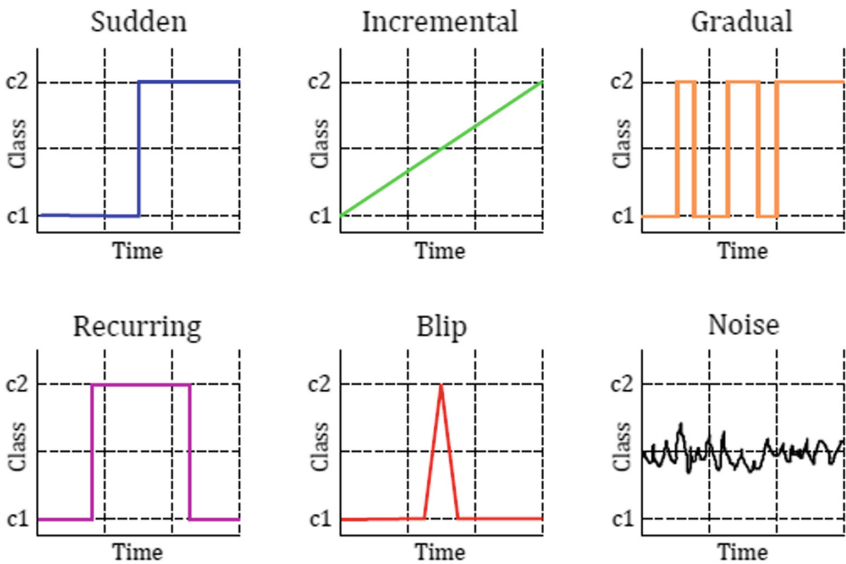 Sudden
Incremental
Gradual
c2
Class
c1
Time
c2
Class
c1
Time
c2
Class
c1
Time
Recurring
Blip
Noise
c2
Class
c1
Time
c2
Class
c1
Time
c2
Class
c1
Time